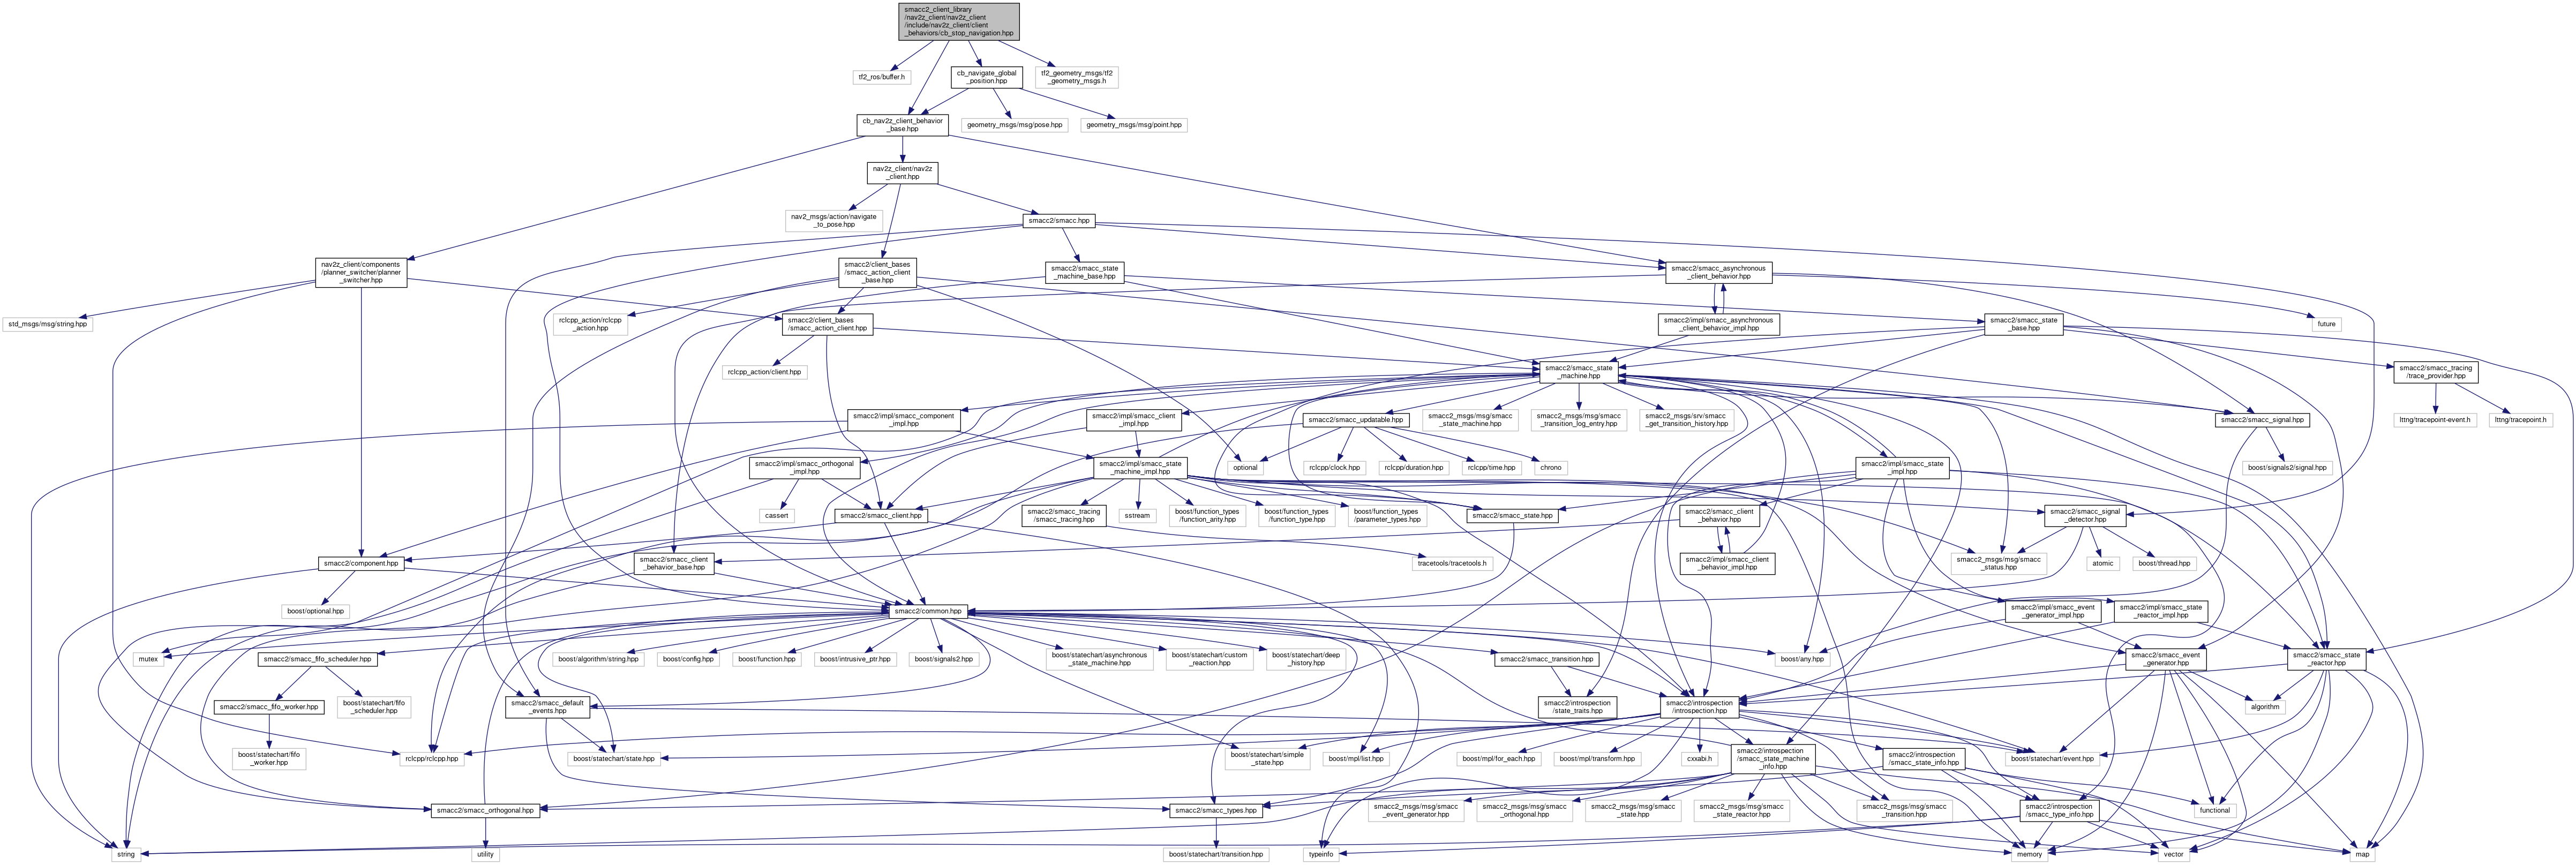 smacc2_client_library
/nav2z_client/nav2z_client
/include/nav2z_client/client
_behaviors/cb_stop_navigation.hpp
tf2_ros/buffer.h
cb_navigate_global
_position.hpp
tf2_geometry_msgs/tf2
_geometry_msgs.h
cb_nav2z_client_behavior
_base.hpp
geometry_msgs/msg/pose.hpp
geometry_msgs/msg/point.hpp
nav2z_client/nav2z
_client.hpp
nav2_msgs/action/navigate
_to_pose.hpp
smacc2/smacc.hpp
nav2z_client/components
/planner_switcher/planner
_switcher.hpp
smacc2/client_bases
/smacc_action_client
_base.hpp
smacc2/smacc_state
_machine_base.hpp
smacc2/smacc_asynchronous
_client_behavior.hpp
std_msgs/msg/string.hpp
rclcpp_action/rclcpp
_action.hpp
smacc2/client_bases
/smacc_action_client.hpp
smacc2/impl/smacc_asynchronous
_client_behavior_impl.hpp
smacc2/smacc_state
_base.hpp
future
rclcpp_action/client.hpp
smacc2/smacc_state
_machine.hpp
smacc2/smacc_tracing
/trace_provider.hpp
smacc2/impl/smacc_component
_impl.hpp
smacc2/impl/smacc_client
_impl.hpp
smacc2/smacc_updatable.hpp
smacc2_msgs/msg/smacc
_state_machine.hpp
smacc2_msgs/msg/smacc
_transition_log_entry.hpp
smacc2_msgs/srv/smacc
_get_transition_history.hpp
smacc2/smacc_signal.hpp
lttng/tracepoint-event.h
lttng/tracepoint.h
smacc2/impl/smacc_orthogonal
_impl.hpp
smacc2/impl/smacc_state
_machine_impl.hpp
optional
rclcpp/clock.hpp
rclcpp/duration.hpp
rclcpp/time.hpp
chrono
smacc2/impl/smacc_state
_impl.hpp
boost/signals2/signal.hpp
cassert
smacc2/smacc_client.hpp
smacc2/smacc_tracing
/smacc_tracing.hpp
sstream
boost/function_types
/function_arity.hpp
boost/function_types
/function_type.hpp
boost/function_types
/parameter_types.hpp
smacc2/smacc_state.hpp
smacc2/smacc_client
_behavior.hpp
smacc2/smacc_signal
_detector.hpp
smacc2/component.hpp
smacc2/smacc_client
_behavior_base.hpp
tracetools/tracetools.h
smacc2/impl/smacc_client
_behavior_impl.hpp
smacc2_msgs/msg/smacc
_status.hpp
atomic
boost/thread.hpp
boost/optional.hpp
smacc2/common.hpp
smacc2/impl/smacc_event
_generator_impl.hpp
smacc2/impl/smacc_state
_reactor_impl.hpp
mutex
smacc2/smacc_fifo_scheduler.hpp
boost/algorithm/string.hpp
boost/config.hpp
boost/function.hpp
boost/intrusive_ptr.hpp
boost/signals2.hpp
boost/statechart/asynchronous
_state_machine.hpp
boost/statechart/custom
_reaction.hpp
boost/statechart/deep
_history.hpp
smacc2/smacc_transition.hpp
boost/any.hpp
smacc2/smacc_event
_generator.hpp
smacc2/smacc_state
_reactor.hpp
smacc2/smacc_fifo_worker.hpp
boost/statechart/fifo
_scheduler.hpp
smacc2/smacc_default
_events.hpp
smacc2/introspection
/state_traits.hpp
smacc2/introspection
/introspection.hpp
algorithm
boost/statechart/fifo
_worker.hpp
rclcpp/rclcpp.hpp
boost/statechart/state.hpp
boost/statechart/simple
_state.hpp
boost/mpl/list.hpp
boost/mpl/for_each.hpp
boost/mpl/transform.hpp
cxxabi.h
smacc2/introspection
/smacc_state_machine
_info.hpp
smacc2/introspection
/smacc_state_info.hpp
boost/statechart/event.hpp
smacc2/smacc_orthogonal.hpp
smacc2/smacc_types.hpp
smacc2_msgs/msg/smacc
_event_generator.hpp
smacc2_msgs/msg/smacc
_orthogonal.hpp
smacc2_msgs/msg/smacc
_state.hpp
smacc2_msgs/msg/smacc
_state_reactor.hpp
smacc2_msgs/msg/smacc
_transition.hpp
smacc2/introspection
/smacc_type_info.hpp
functional
string
utility
boost/statechart/transition.hpp
typeinfo
memory
vector
map